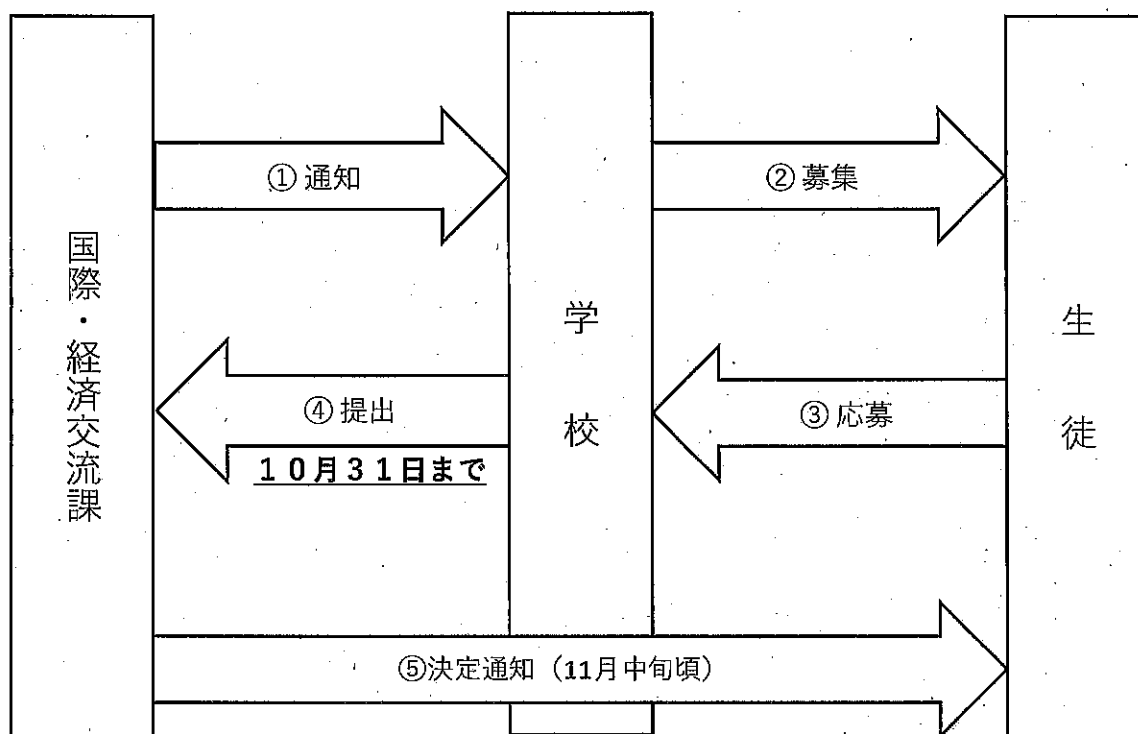 国際・経済交流課
学校
生徒
① 通知
② 募集
③ 応募
④ 提出
１０月３１日まで
⑤決定通知（11月中旬頃）